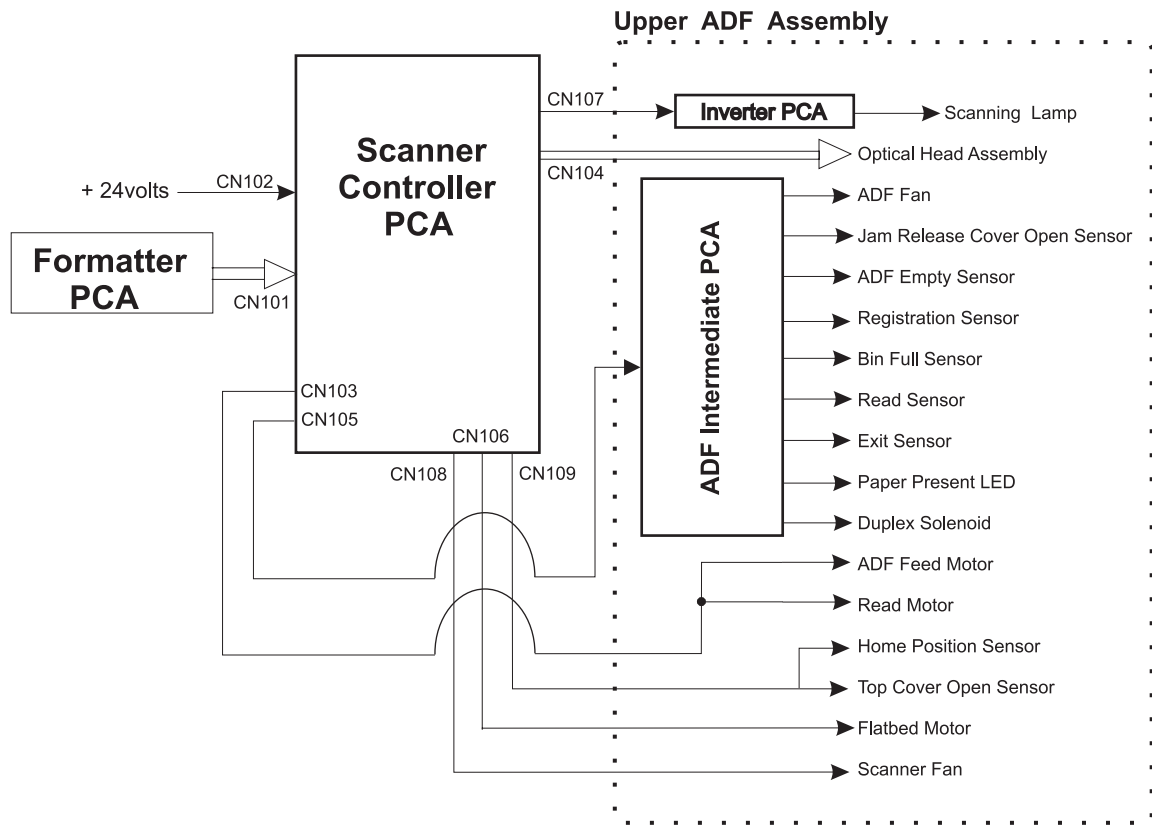 Upper ADF Assembly
CN107
Inverter PCA
Scanning Lamp
Scanner
Controller
PCA
CN104
Optical Head Assembly
+ 24volts
CN102
ADF Fan
Formatter
PCA
CN101
Jam Release Cover Open Sensor
ADF Empty Sensor
Registration Sensor
Bin Full Sensor
Read Sensor
Exit Sensor
Paper Present LED
Duplex Solenoid
ADF Intermediate PCA
CN103
CN105
CN106
CN108
CN109
ADF Feed Motor
Read Motor
Home Position Sensor
Top Cover Open Sensor
Flatbed Motor
Scanner Fan